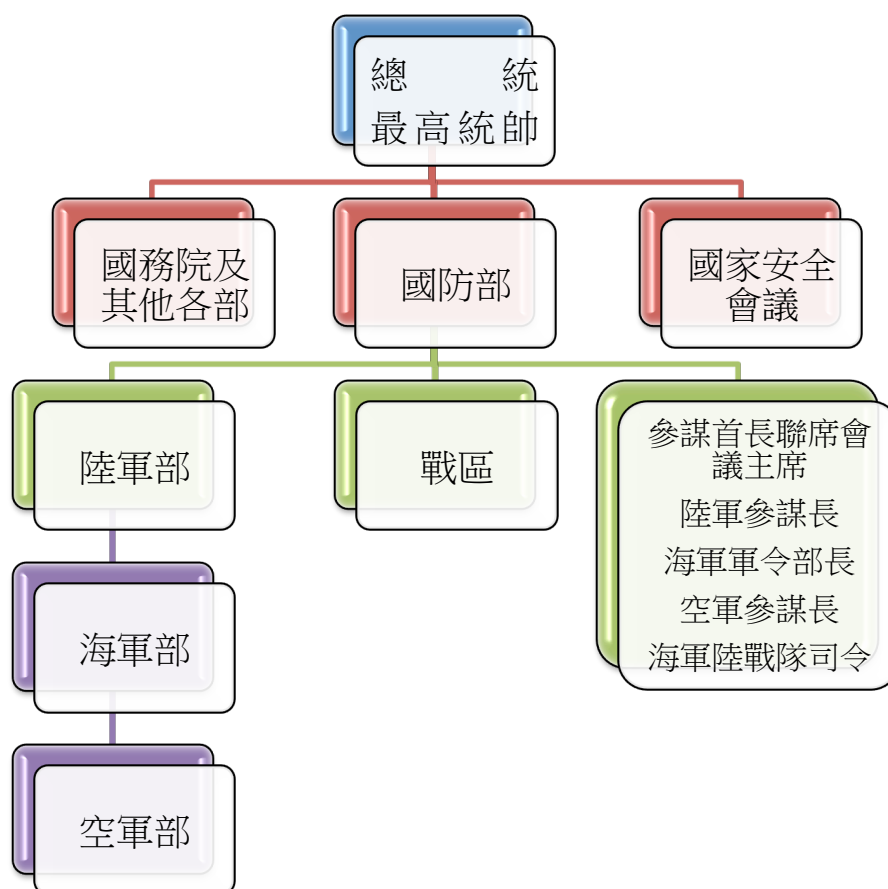 總 統
最高統帥
國務院及
其他各部
國防部
國家安全
會議
陸軍部
戰區
參謀首長聯席會
議主席
陸軍參謀長
海軍軍令部長
空軍參謀長
海軍陸戰隊司令
海軍部
空軍部